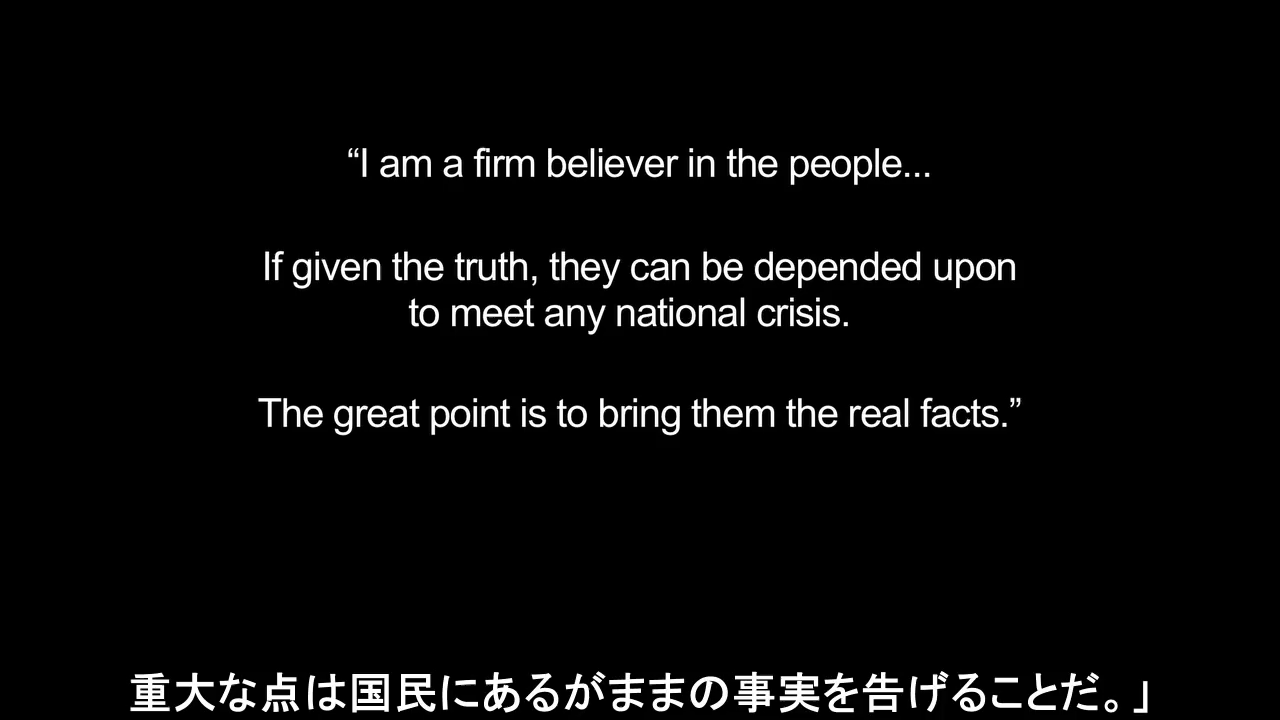 “I am a firm believer in the people...
If given the truth, they can be depended upon
to meet any national crisis.
The great point is to bring them the real facts.”
重大な点は国民にあるがままの事実を告げることだ。」